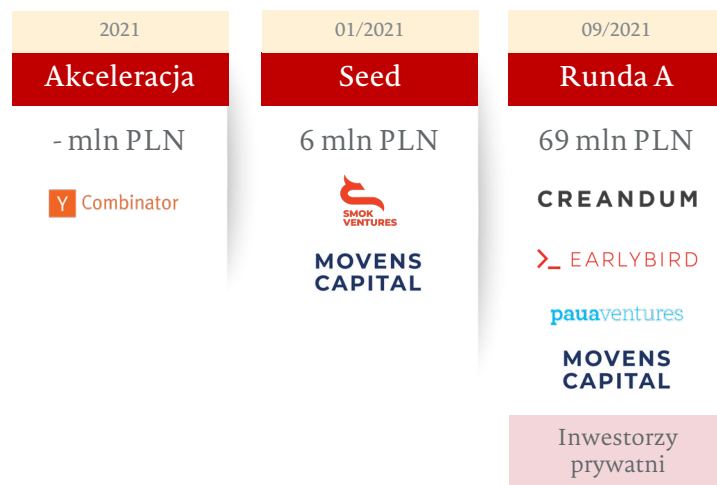 2021
Akceleracja
- mln PLN
Y Combinator
01/2021
Seed
6 mln PLN
SMOK
VENTURES
MOVENS
CAPITAL
09/2021
Runda A
69 mln PLN
CREANDUM
>_ EARLYBIRD
pauaventures
MOVENS
CAPITAL
Inwestorzy
prywatni